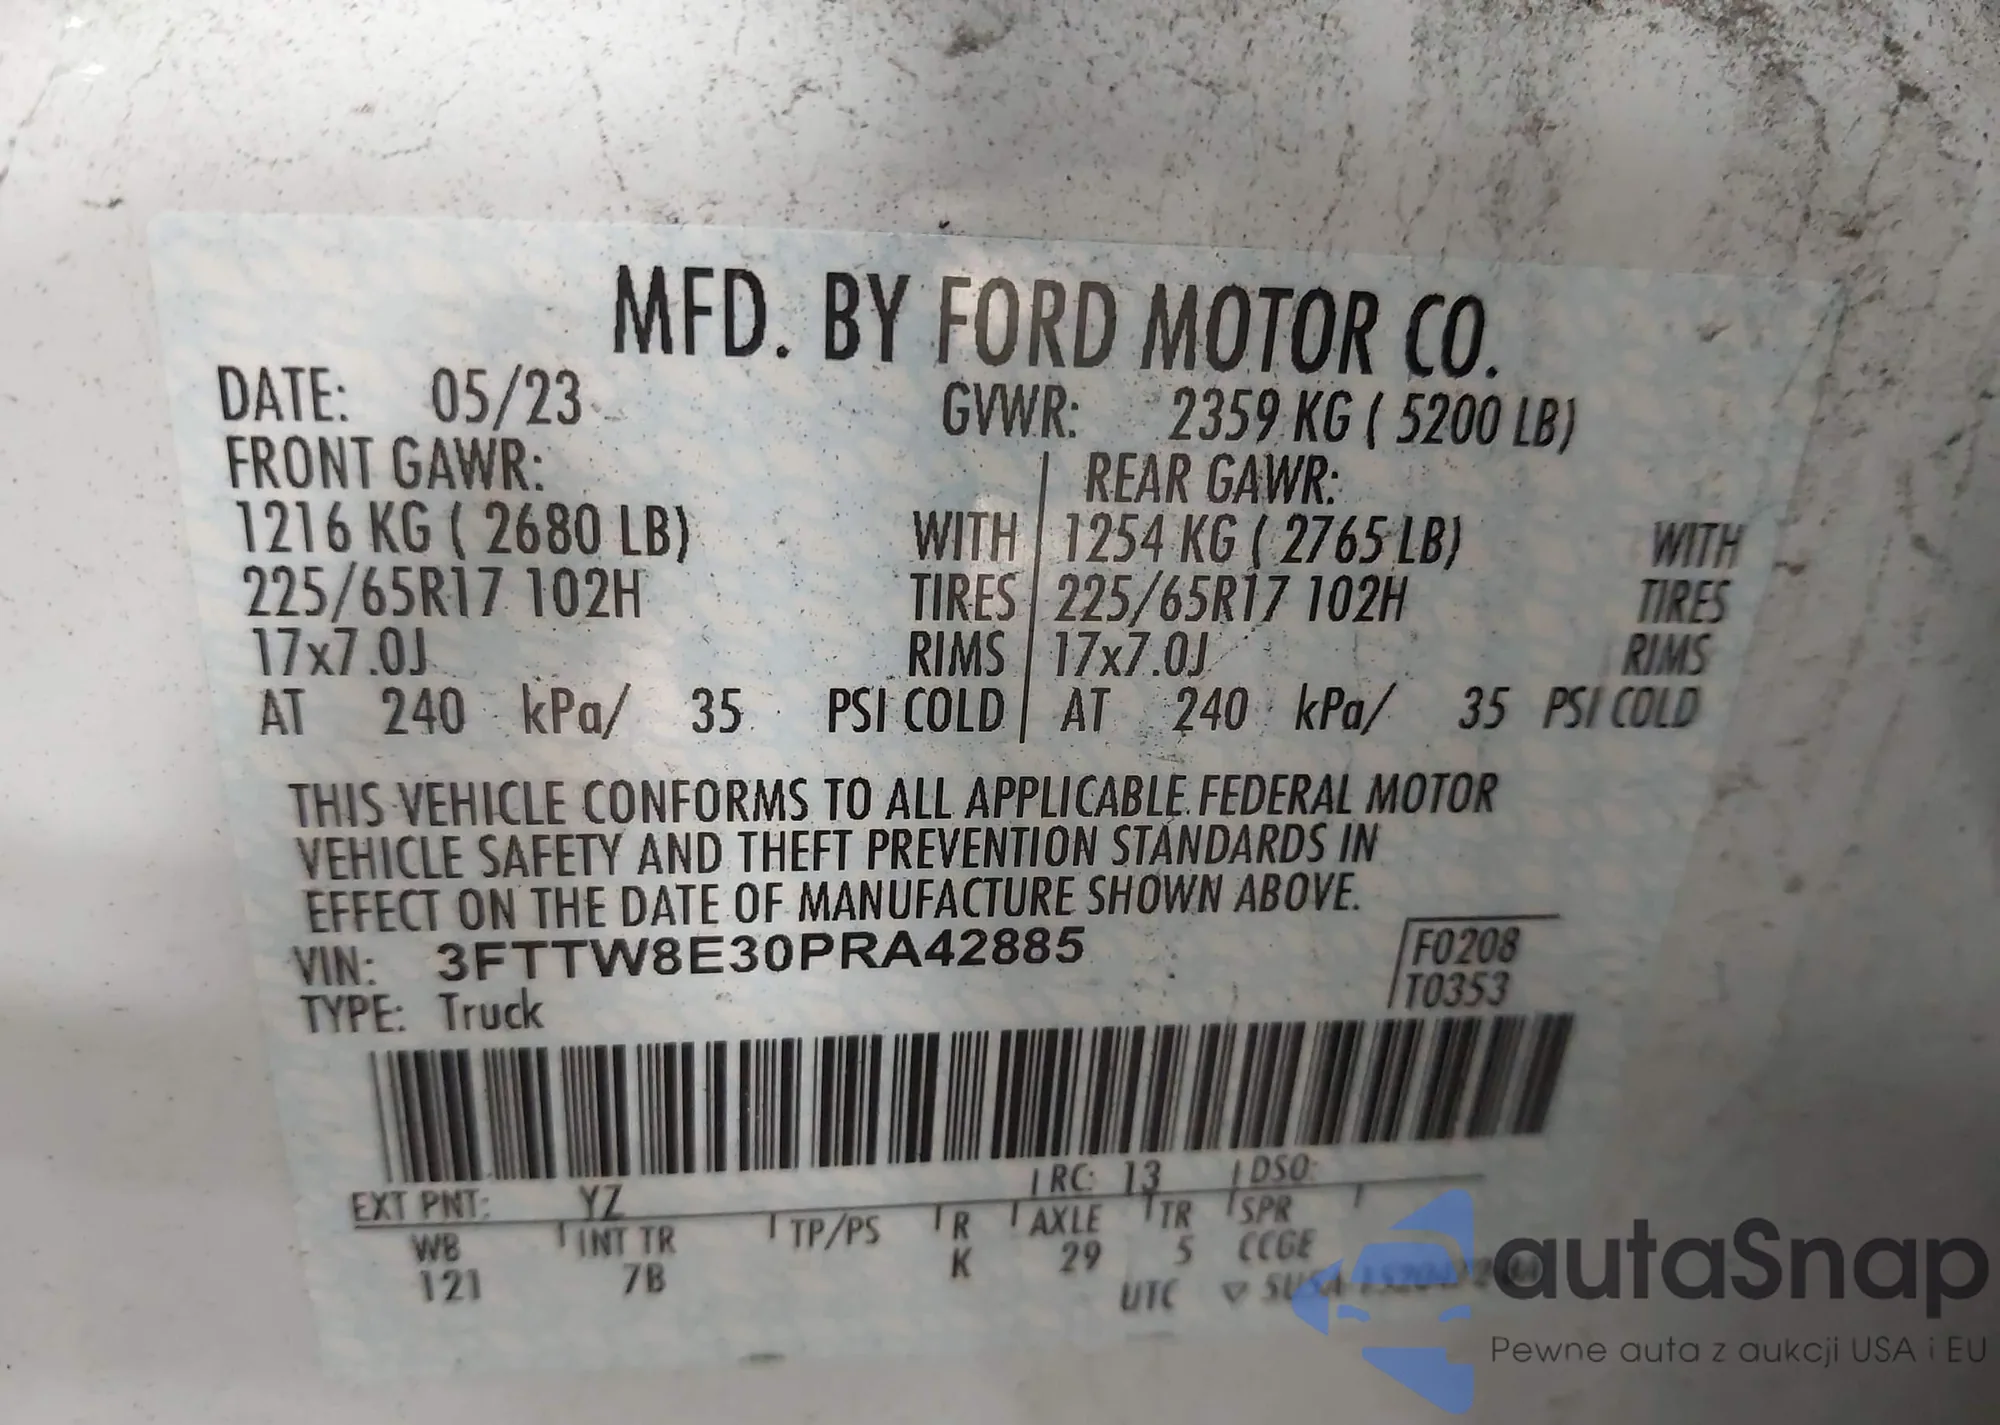 MFD. BY FORD MOTOR CO.
DATE: 05/23 GVWR: 2359 KG ( 5200 LB)
FRONT GAWR: REAR GAWR:
1216 KG ( 2680 LB) WITH 1254 KG ( 2765 LB) WITH
225/65R17 102H TIRES 225/65R17 102H TIRES
17x7.0J RIMS 17x7.0J RIMS
AT 240 kPa/ 35 PSI COLD AT 240 kPa/ 35 PSI COLD
THIS VEHICLE CONFORMS TO ALL APPLICABLE FEDERAL MOTOR
VEHICLE SAFETY AND THEFT PREVENTION STANDARDS IN
EFFECT ON THE DATE OF MANUFACTURE SHOWN ABOVE.
VIN: 3FTTW8E30PRA42885
TYPE: Truck
F0208
T0353
EXT PNT: YZ RC: 13 DSO:
WB INT TR TP/PS R AXLE TR SPR
121 7B K 29 5 CCGE
UTC
autoSnap
Pewne auta z aukcji USA i EU